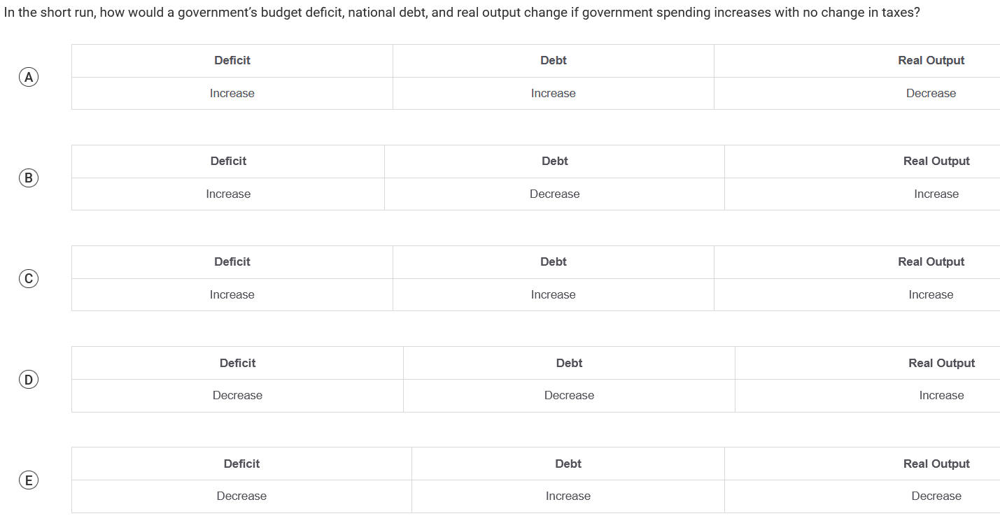 In the short run, how would a government’s budget deficit, national debt, and real output change if government spending increases with no change in taxes?
A
Deficit Debt Real Output
Increase Increase Decrease
B
Deficit Debt Real Output
Increase Decrease Increase
C
Deficit Debt Real Output
Increase Increase Increase
D
Deficit Debt Real Output
Decrease Decrease Increase
E
Deficit Debt Real Output
Decrease Increase Decrease